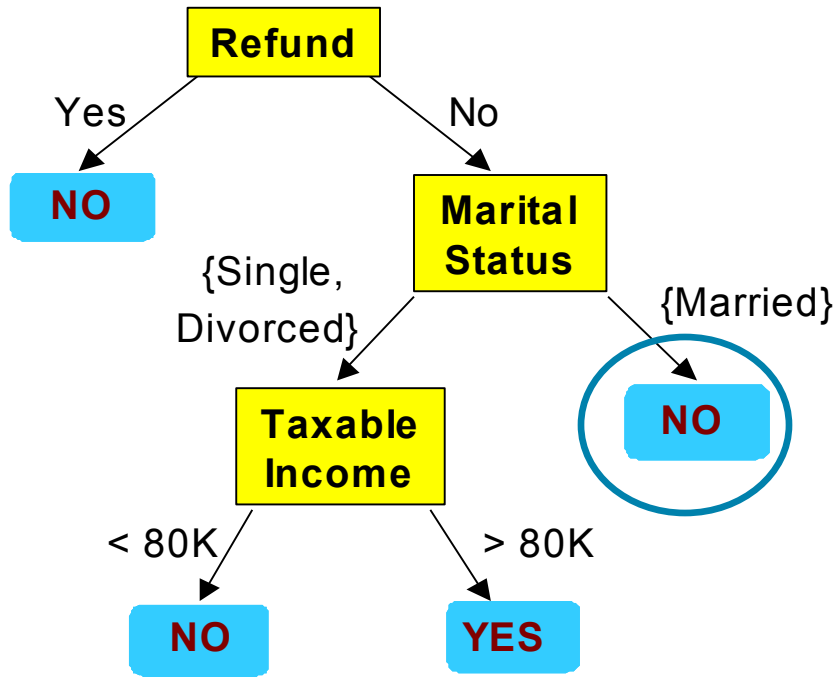 Refund
Yes
No
NO
Marital
Status
{Single,
Divorced}
{Married}
NO
Taxable
Income
< 80K
> 80K
NO
YES